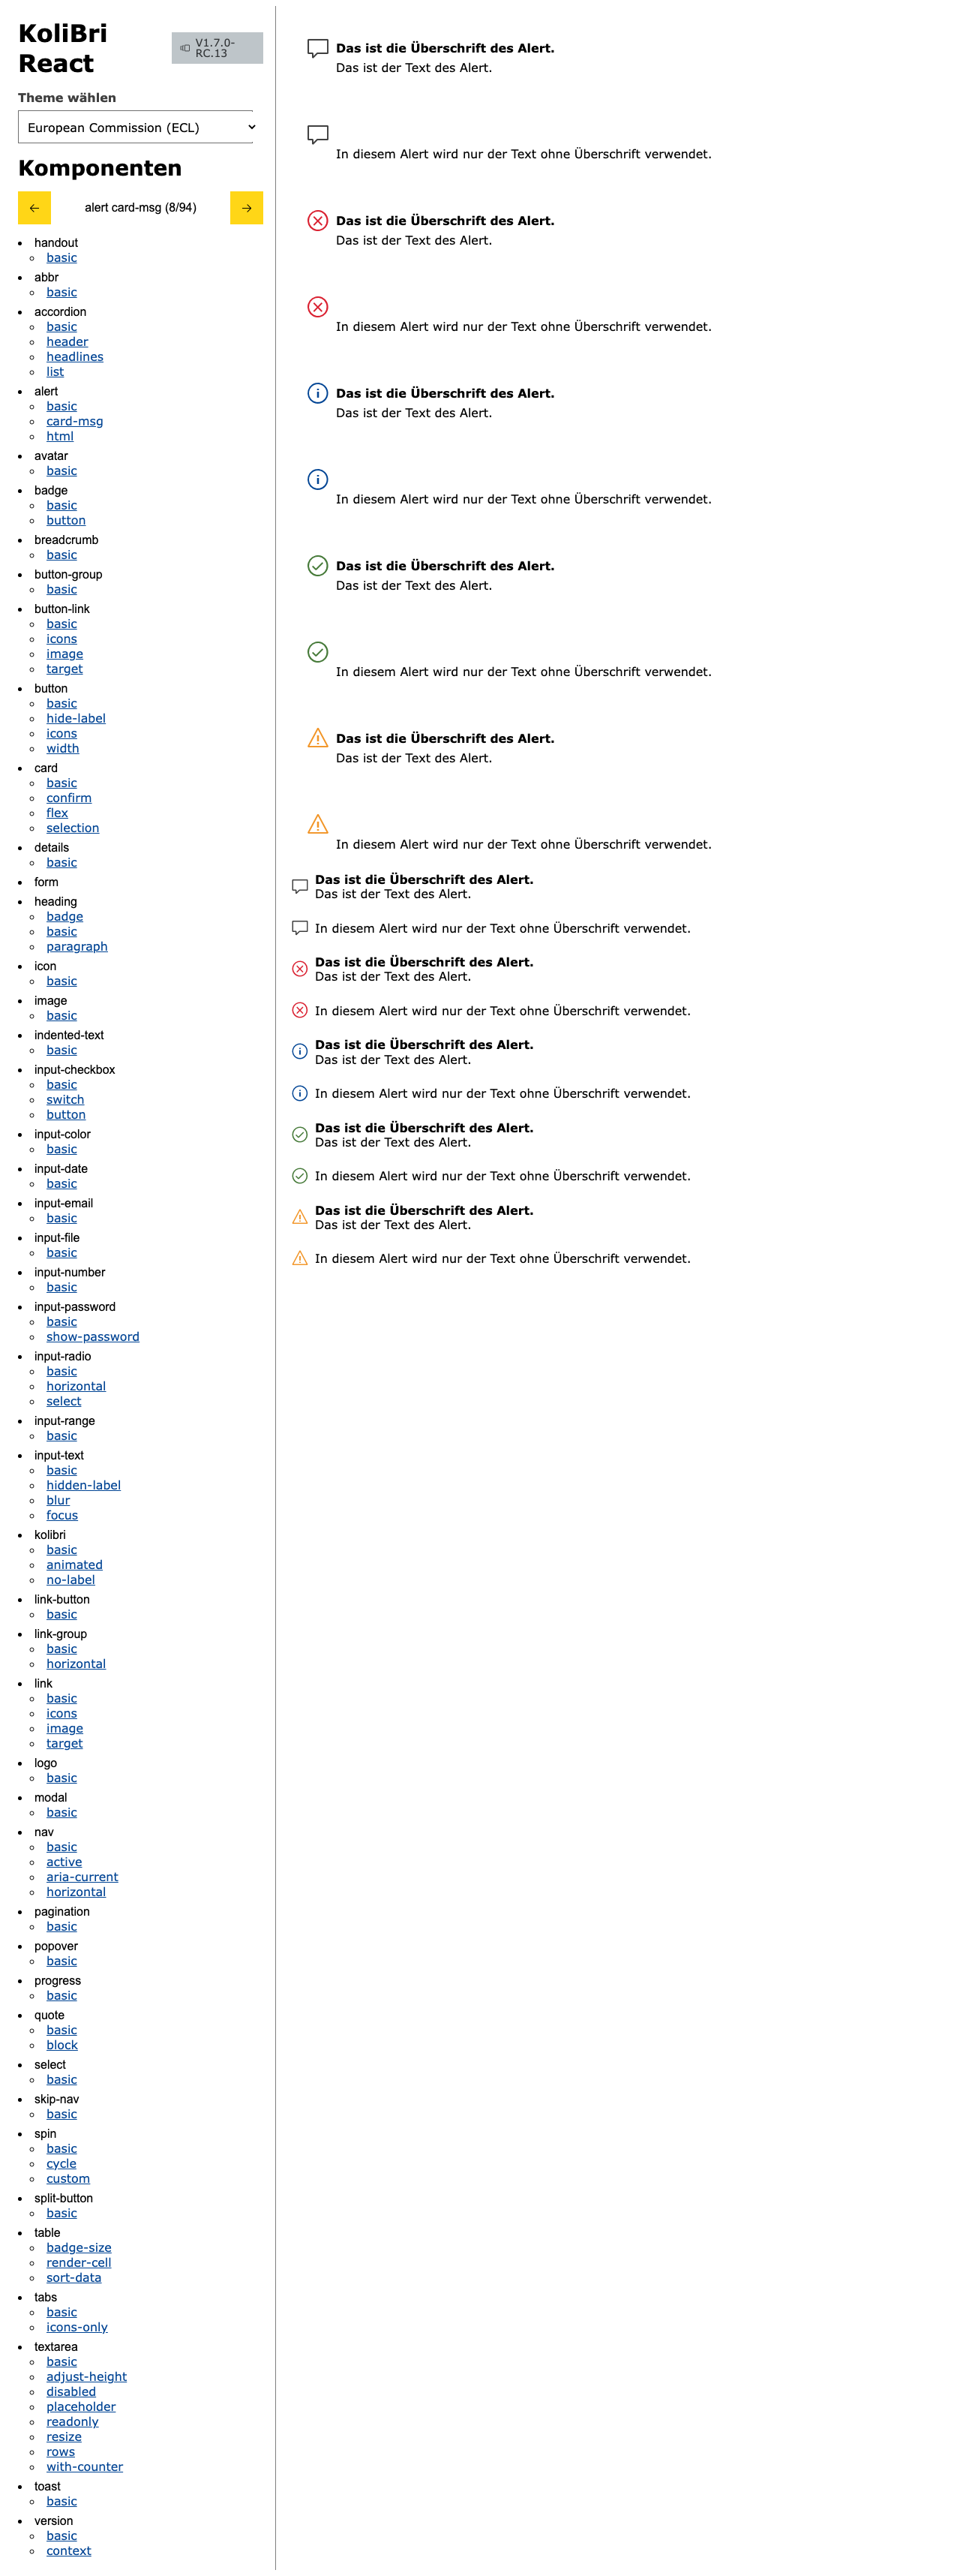 KoliBri
React
V1.7.0-
RC.13
Theme wählen
European Commission (ECL)
Komponenten
alert card-msg (8/94)
handout
basic
abbr
basic
accordion
basic
header
headlines
list
alert
basic
card-msg
html
avatar
basic
badge
basic
button
breadcrumb
basic
button-group
basic
button-link
basic
icons
image
target
button
basic
hide-label
icons
width
card
basic
confirm
flex
selection
details
basic
form
heading
badge
basic
paragraph
icon
basic
image
basic
indented-text
basic
input-checkbox
basic
switch
button
input-color
basic
input-date
basic
input-email
basic
input-file
basic
input-number
basic
input-password
basic
show-password
input-radio
basic
horizontal
select
input-range
basic
input-text
basic
hidden-label
blur
focus
kolibri
basic
animated
no-label
link-button
basic
link-group
basic
horizontal
link
basic
icons
image
target
logo
basic
modal
basic
nav
basic
active
aria-current
horizontal
pagination
basic
popover
basic
progress
basic
quote
basic
block
select
basic
skip-nav
basic
spin
basic
cycle
custom
split-button
basic
table
badge-size
render-cell
sort-data
tabs
basic
icons-only
textarea
basic
adjust-height
disabled
placeholder
readonly
resize
rows
with-counter
toast
basic
version
basic
context
Das ist die Überschrift des Alert.
Das ist der Text des Alert.
In diesem Alert wird nur der Text ohne Überschrift verwendet.
Das ist die Überschrift des Alert.
Das ist der Text des Alert.
In diesem Alert wird nur der Text ohne Überschrift verwendet.
Das ist die Überschrift des Alert.
Das ist der Text des Alert.
In diesem Alert wird nur der Text ohne Überschrift verwendet.
Das ist die Überschrift des Alert.
Das ist der Text des Alert.
In diesem Alert wird nur der Text ohne Überschrift verwendet.
Das ist die Überschrift des Alert.
Das ist der Text des Alert.
In diesem Alert wird nur der Text ohne Überschrift verwendet.
Das ist die Überschrift des Alert.
Das ist der Text des Alert.
In diesem Alert wird nur der Text ohne Überschrift verwendet.
Das ist die Überschrift des Alert.
Das ist der Text des Alert.
In diesem Alert wird nur der Text ohne Überschrift verwendet.
Das ist die Überschrift des Alert.
Das ist der Text des Alert.
In diesem Alert wird nur der Text ohne Überschrift verwendet.
Das ist die Überschrift des Alert.
Das ist der Text des Alert.
In diesem Alert wird nur der Text ohne Überschrift verwendet.
Das ist die Überschrift des Alert.
Das ist der Text des Alert.
In diesem Alert wird nur der Text ohne Überschrift verwendet.